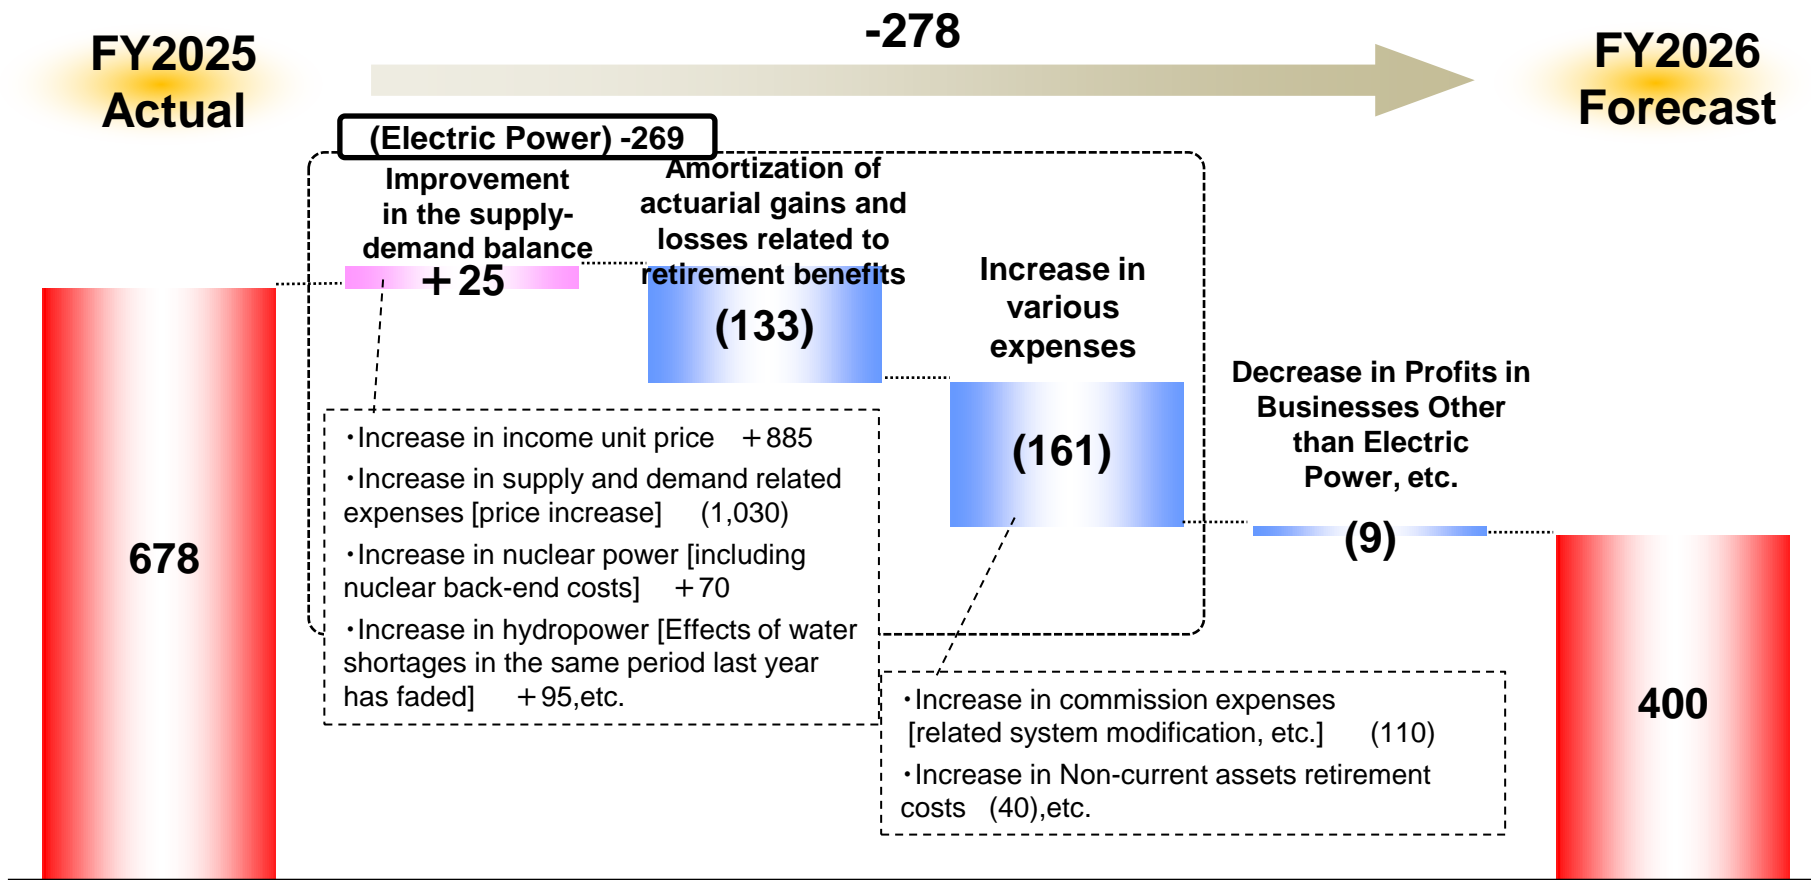 -278
FY2025
Actual
FY2026
Forecast
(Electric Power) -269
Improvement
in the supply-
demand balance
＋25
Amortization of
actuarial gains and
losses related to
retirement benefits
(133)
Increase in
various
expenses
(161)
Decrease in Profits in
Businesses Other
than Electric
Power, etc.
(9)
678
400
・Increase in income unit price ＋885
・Increase in supply and demand related
expenses [price increase] (1,030)
・Increase in nuclear power [including
nuclear back-end costs] ＋70
・Increase in hydropower [Effects of water
shortages in the same period last year
has faded] ＋95,etc.
・Increase in commission expenses
[related system modification, etc.] (110)
・Increase in Non-current assets retirement
costs (40),etc.